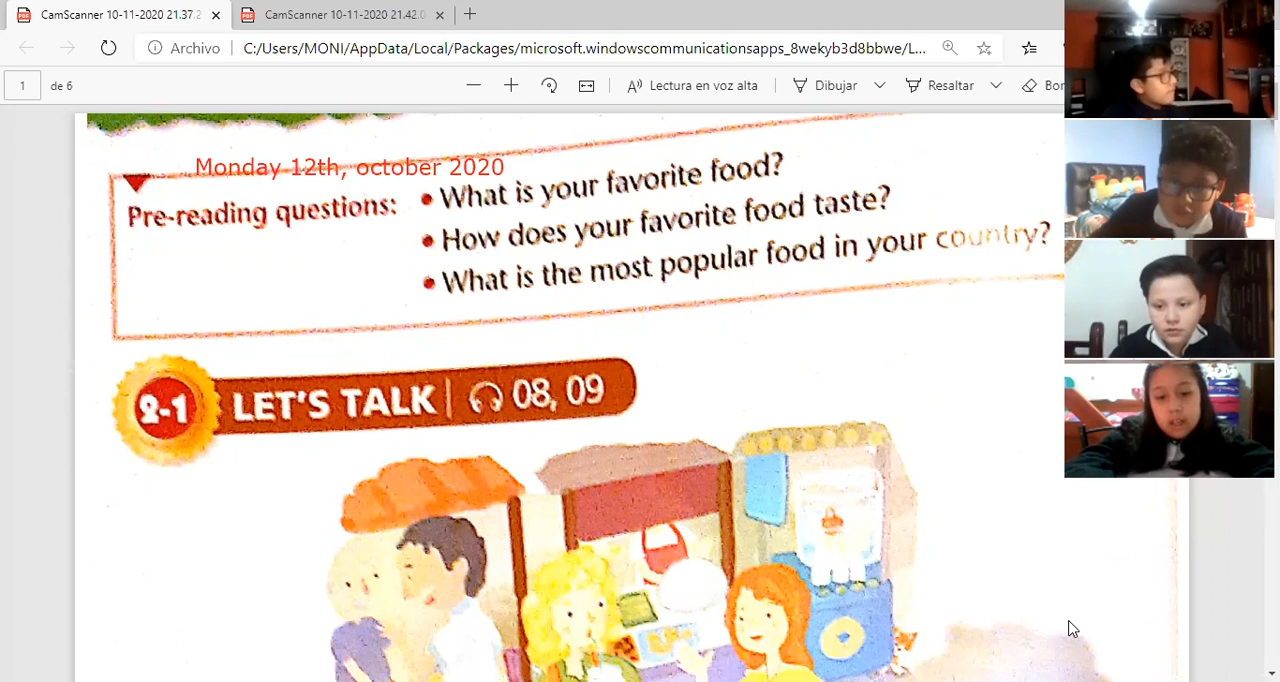 CamScanner 10-11-2020 21.37.2
CamScanner 10-11-2020 21.42.0
Archivo
C:/Users/MONI/AppData/Local/Packages/microsoft.windowscommunicationsapps_8wekyb3d8bbwe/L...
1 de 6
Lectura en voz alta
Dibujar
Resaltar
Bor
Monday 12th, october 2020
Pre-reading questions:
• What is your favorite food?
• How does your favorite food taste?
• What is the most popular food in your country?
2-1 LET'S TALK | 08, 09